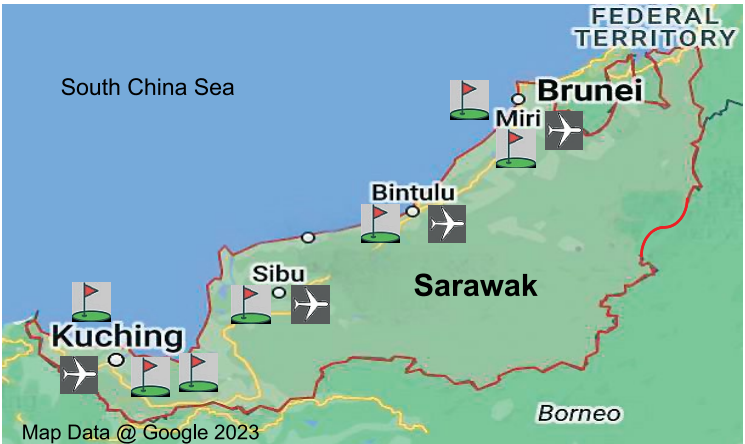 FEDERAL
TERRITORY
South China Sea
Brunei
Miri
Bintulu
Sibu
Sarawak
Kuching
Borneo
Map Data @ Google 2023